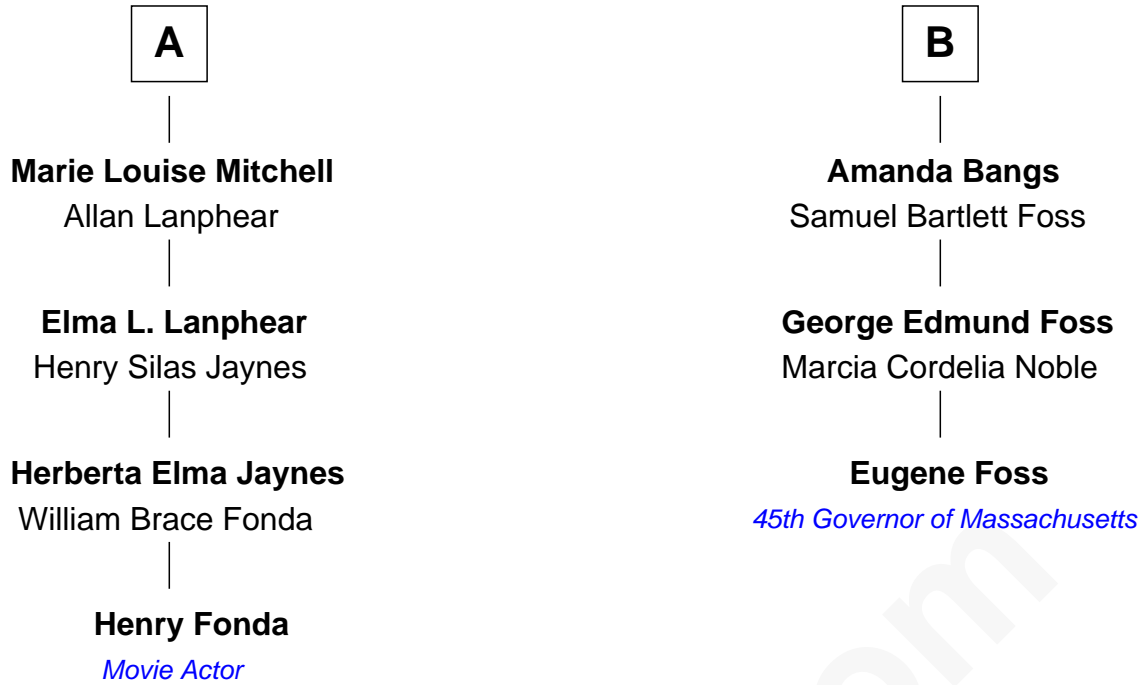 A
Marie Louise Mitchell
Allan Lanphear
Elma L. Lanphear
Henry Silas Jaynes
Herberta Elma Jaynes
William Brace Fonda
Henry Fonda
Movie Actor
B
Amanda Bangs
Samuel Bartlett Foss
George Edmund Foss
Marcia Cordelia Noble
Eugene Foss
45th Governor of Massachusetts
om